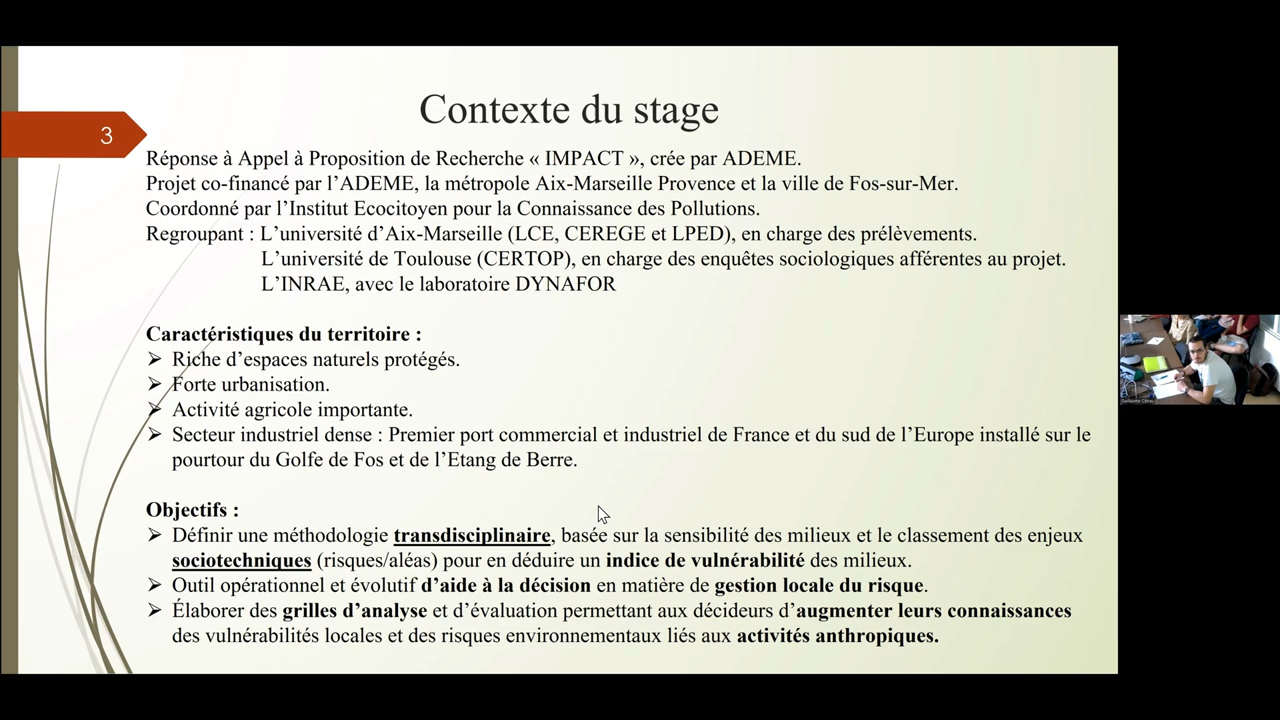 Contexte du stage
3
Réponse à Appel à Proposition de Recherche « IMPACT », crée par ADEME.
Projet co-financé par l’ADEME, la métropole Aix-Marseille Provence et la ville de Fos-sur-Mer.
Coordonné par l’Institut Ecocitoyen pour la Connaissance des Pollutions.
Regroupant : L’université d’Aix-Marseille (LCE, CEREGE et LPED), en charge des prélèvements.
L’université de Toulouse (CERTOP), en charge des enquêtes sociologiques afférentes au projet.
L’INRAE, avec le laboratoire DYNAFOR
Caractéristiques du territoire :
➢ Riche d’espaces naturels protégés.
➢ Forte urbanisation.
➢ Activité agricole importante.
➢ Secteur industriel dense : Premier port commercial et industriel de France et du sud de l’Europe installé sur le
pourtour du Golfe de Fos et de l’Etang de Berre.
Objectifs :
➢ Définir une méthodologie transdisciplinaire, basée sur la sensibilité des milieux et le classement des enjeux
sociotechniques (risques/aléas) pour en déduire un indice de vulnérabilité des milieux.
➢ Outil opérationnel et évolutif d’aide à la décision en matière de gestion locale du risque.
➢ Élaborer des grilles d’analyse et d’évaluation permettant aux décideurs d’augmenter leurs connaissances
des vulnérabilités locales et des risques environnementaux liés aux activités anthropiques.